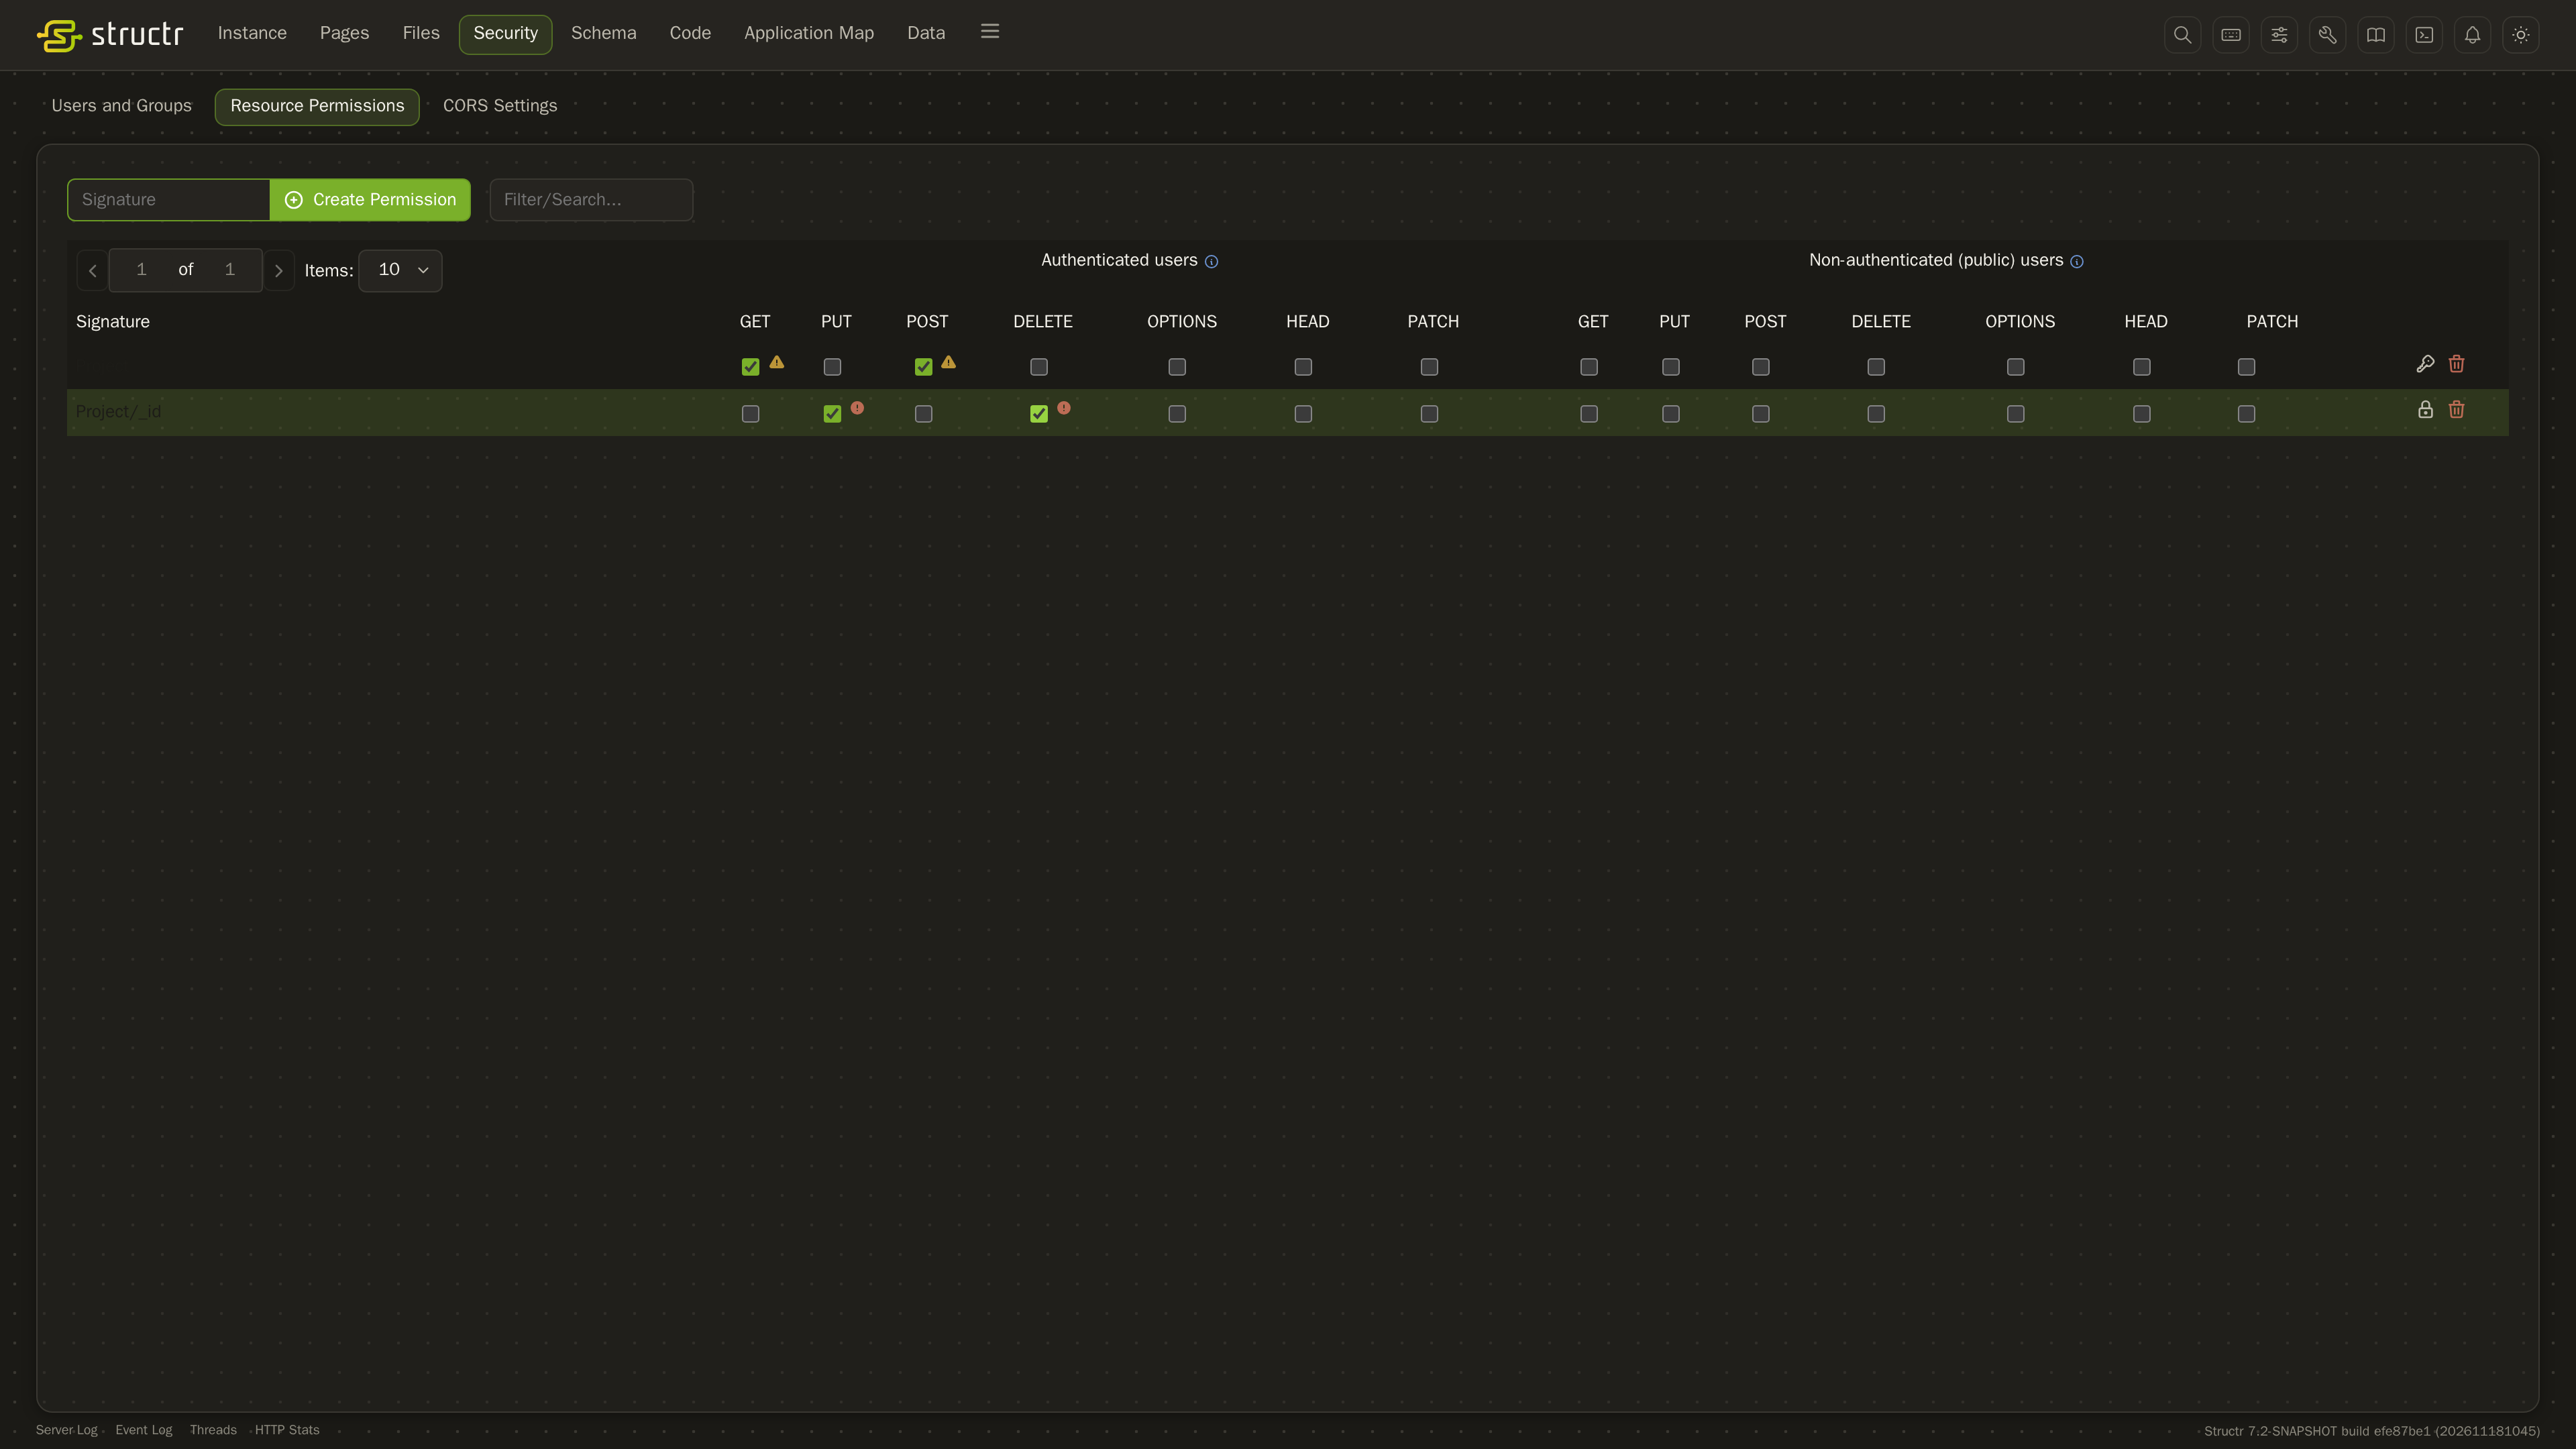 structr Instance Pages Files Security Schema Code Application Map Data
Users and Groups Resource Permissions CORS Settings
Signature Create Permission Filter/Search...
1 of 1 Items: 10 Authenticated users Non-authenticated (public) users
Signature GET PUT POST DELETE OPTIONS HEAD PATCH GET PUT POST DELETE OPTIONS HEAD PATCH
Project/_id
Server Log Event Log Threads HTTP Stats Structr 7.2-SNAPSHOT build efe87be1 (202611181045)